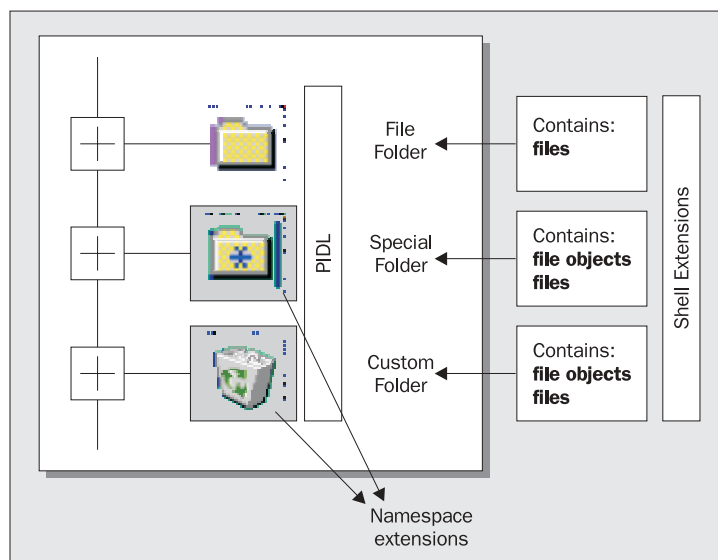 File
Folder
Contains:
files
PIDL
Special
Folder
Contains:
file objects
files
Shell Extensions
Custom
Folder
Contains:
file objects
files
Namespace
extensions